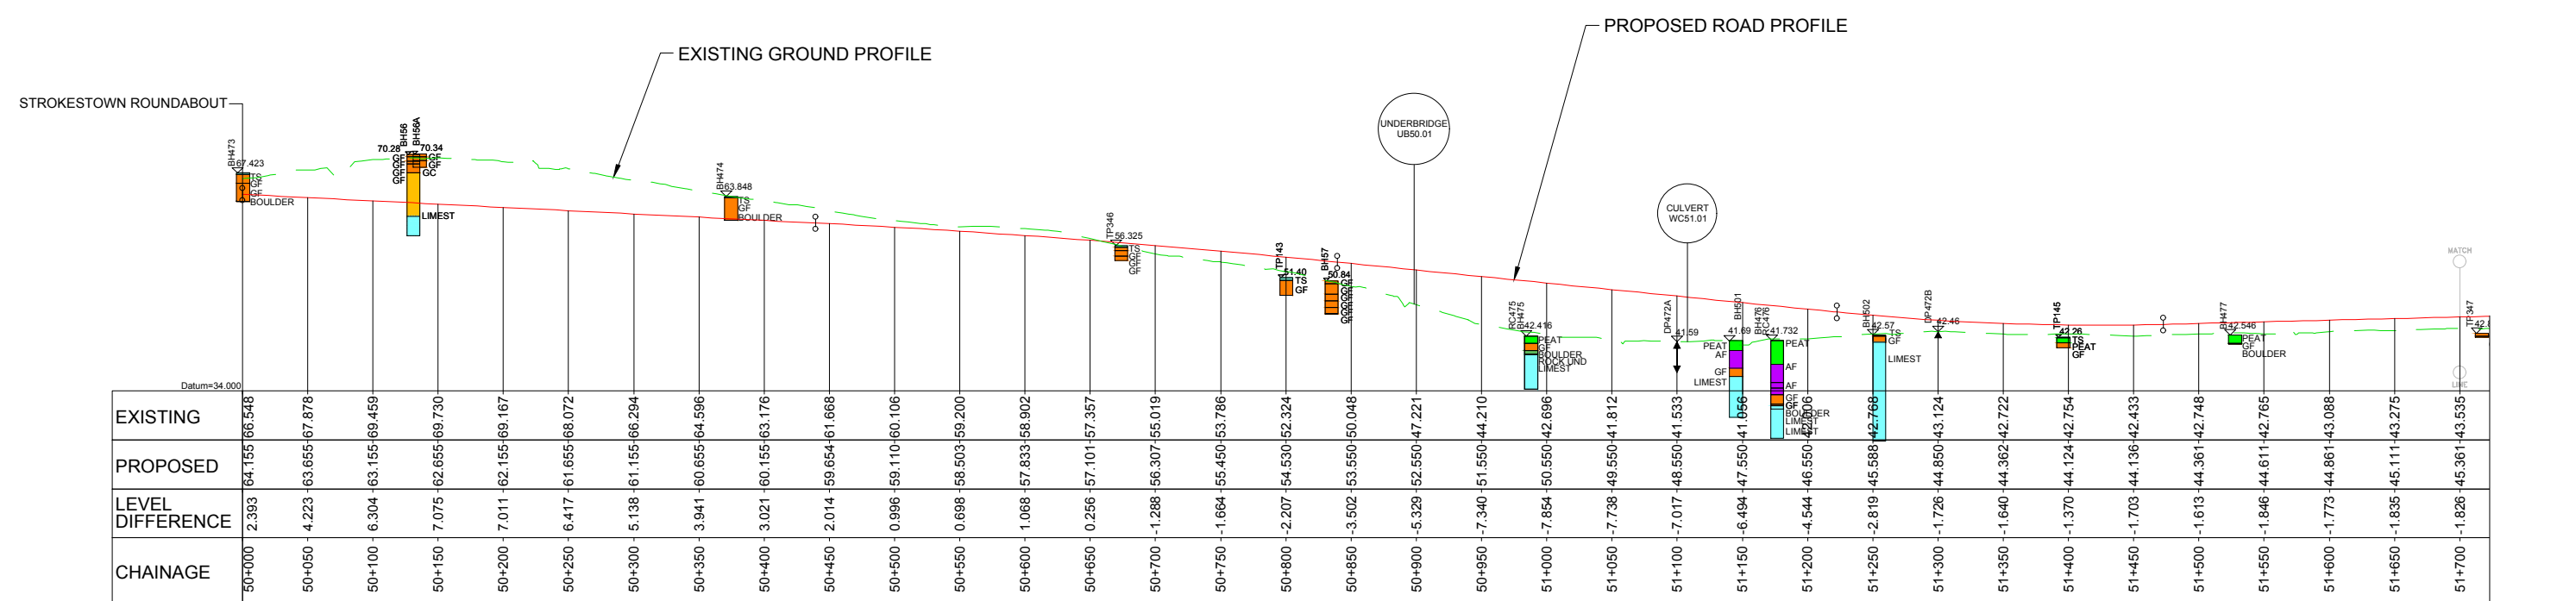 PROPOSED ROAD PROFILE
EXISTING GROUND PROFILE
STROKESTOWN ROUNDABOUT
UNDERBRIDGE
UB50.01
CULVERT
WC51.01
MATCH
LINE
BH473
67.423
TS
GF
GF
BOULDER
BH56
BH56A
70.28
70.34
GF
GF
GF
GF
GF
GF
GC
LIMEST
BH474
63.848
TS
GF
BOULDER
TP346
56.325
TS
GF
GF
GF
TP143
51.40
TS
GF
BH57
50.84
RC475
BH475
42.416
PEAT
GF
BOULDER
ROCK UND
LIMEST
DP472A
41.59
BH501
41.69
PEAT
AF
GF
LIMEST
BH476
RC476
41.732
PEAT
AF
AF
GF
GF
BOULDER
LIMEST
LIMEST
BH502
42.57
TS
GF
LIMEST
DP472B
42.46
TP145
42.26
TS
PEAT
GF
BH477
42.546
PEAT
GF
BOULDER
TP347
Datum=34.000
EXISTING 66.548 67.878 69.459 69.730 69.167 68.072 66.294 64.596 63.176 61.668 60.106 59.200 58.902 57.357 55.019 53.786 52.324 50.048 47.221 44.210 42.696 41.812 41.533 41.056 42.006 42.768 43.124 42.722 42.754 42.433 42.748 42.765 43.088 43.275 43.535
PROPOSED 64.155 63.655 63.155 62.655 62.155 61.655 61.155 60.655 60.155 59.654 59.110 58.503 57.833 57.101 56.307 55.450 54.530 53.550 52.550 51.550 50.550 49.550 48.550 47.550 46.550 45.588 44.850 44.362 44.124 44.136 44.361 44.611 44.861 45.111 45.361
LEVEL
DIFFERENCE 2.393 4.223 6.304 7.075 7.011 6.417 5.138 3.941 3.021 2.014 0.996 0.698 1.068 0.256 -1.288 -1.664 -2.207 -3.502 -5.329 -7.340 -7.854 -7.738 -7.017 -6.494 -4.544 -2.819 -1.726 -1.640 -1.370 -1.703 -1.613 -1.846 -1.773 -1.835 -1.826
CHAINAGE 50+000 50+050 50+100 50+150 50+200 50+250 50+300 50+350 50+400 50+450 50+500 50+550 50+600 50+650 50+700 50+750 50+800 50+850 50+900 50+950 51+000 51+050 51+100 51+150 51+200 51+250 51+300 51+350 51+400 51+450 51+500 51+550 51+600 51+650 51+700